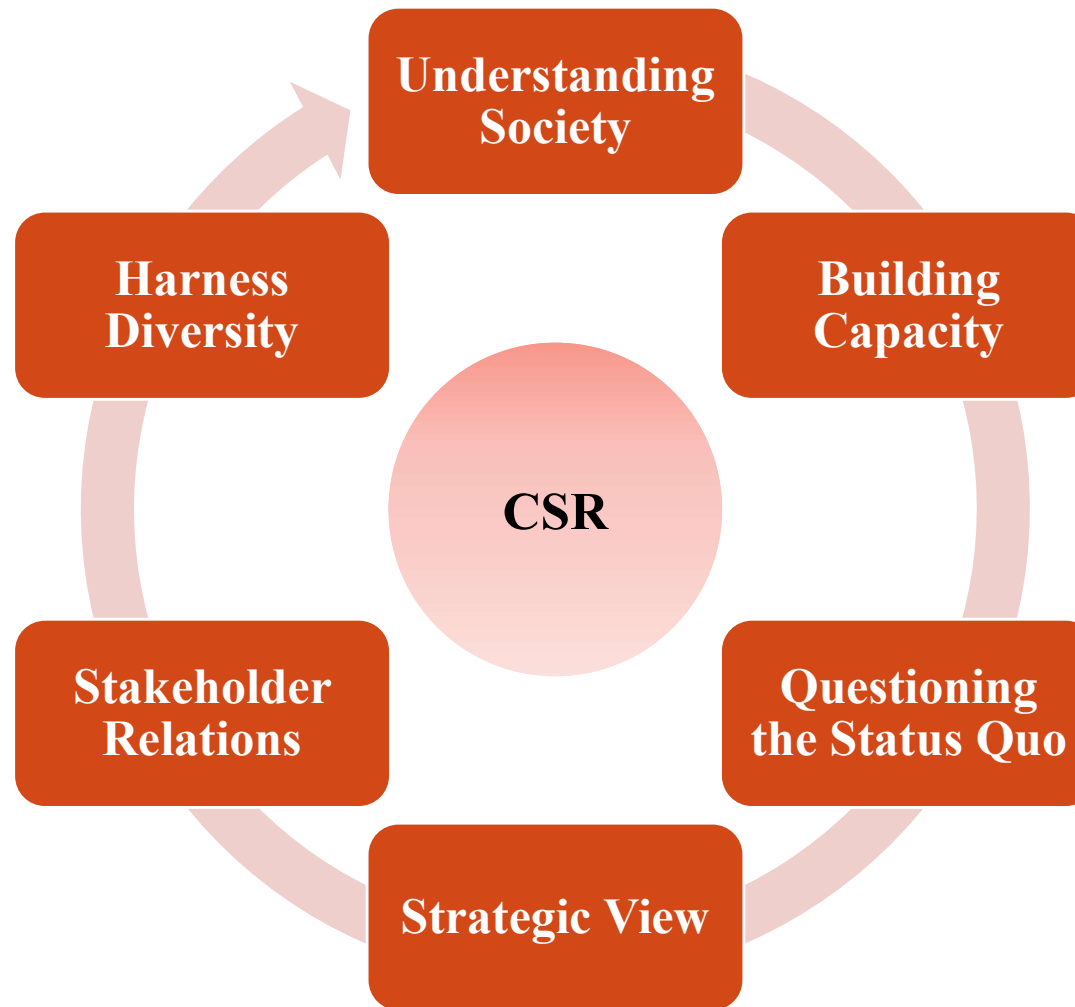 Understanding
Society
Building
Capacity
Questioning
the Status Quo
Strategic View
Stakeholder
Relations
Harness
Diversity
CSR